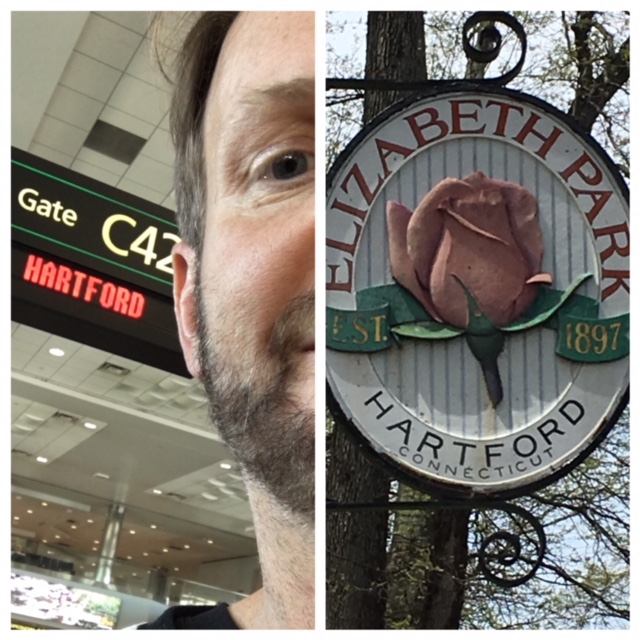 Gate C42
HARTFORD
ELIZABETH PARK
EST. 1897
HARTFORD
CONNECTICUT